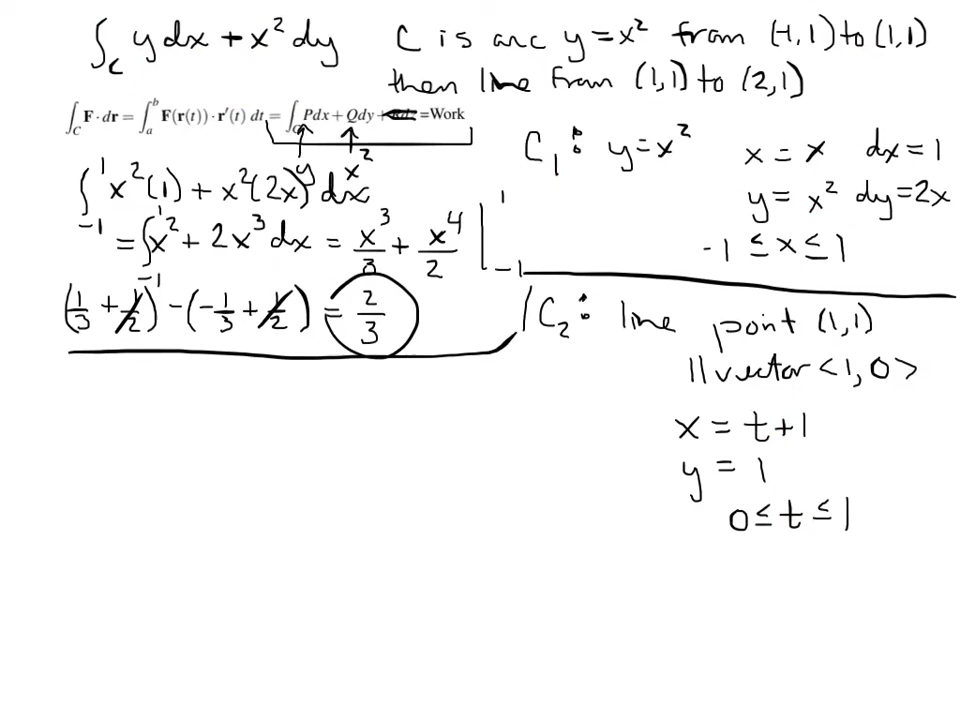 ∫_C y dx + x² dy   C is arc y = x² from (-1,1) to (1,1)
then line from (1,1) to (2,1)
∫_C F · dr = ∫_a^b F(r(t)) · r′(t) dt = ∫_C Pdx + Qdy + Rdz = Work
y x²
C₁: y = x²   x = x   dx = 1
∫_{-1}^{1} x²(1) + x²(2x) dx   y = x²   dy = 2x
= ∫_{-1}^{1} x² + 2x³ dx = x³/3 + x⁴/2 |_{-1}^{1}   -1 ≤ x ≤ 1
(1/3 + 1/2) - (-1/3 + 1/2) = 2/3   C₂: line point (1,1)
|| vector <1, 0>
x = t + 1
y = 1
0 ≤ t ≤ 1